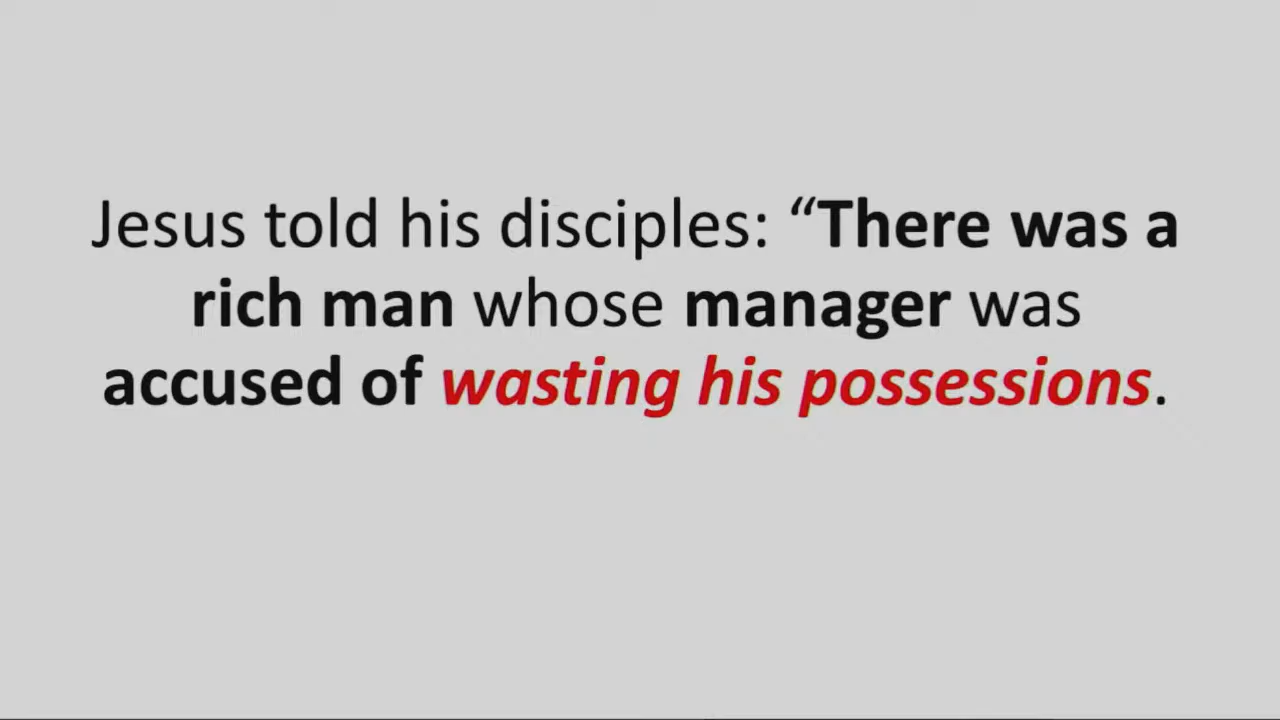 Jesus told his disciples: “There was a
rich man whose manager was
accused of wasting his possessions.